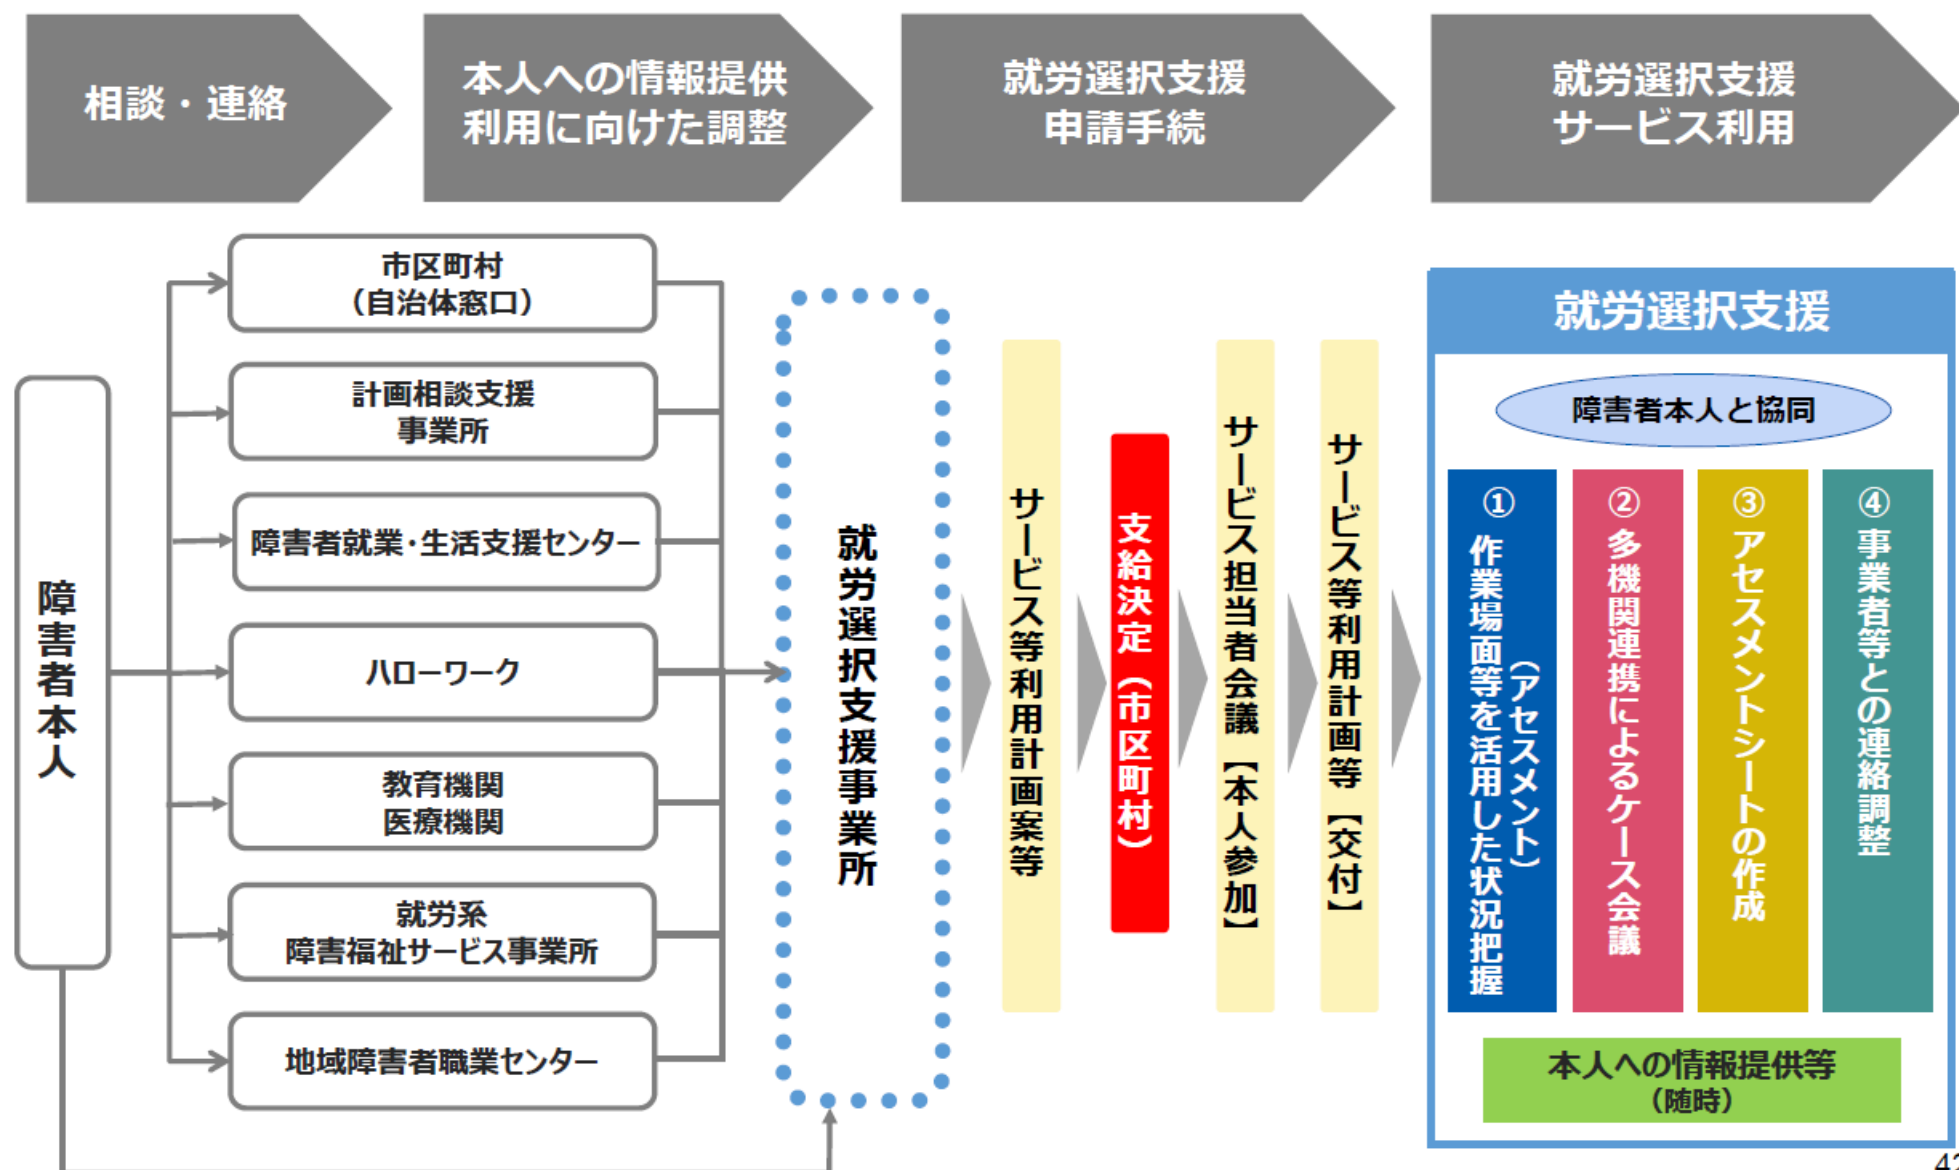 相談・連絡
本人への情報提供
利用に向けた調整
就労選択支援
申請手続
就労選択支援
サービス利用
障害者本人
市区町村
（自治体窓口）
計画相談支援
事業所
障害者就業・生活支援センター
ハローワーク
教育機関
医療機関
就労系
障害福祉サービス事業所
地域障害者職業センター
就労選択支援事業所
サービス等利用計画案等
支給決定（市区町村）
サービス担当者会議【本人参加】
サービス等利用計画等【交付】
就労選択支援
障害者本人と協同
①
作業場面等を活用した状況把握
（アセスメント）
②
多機関連携によるケース会議
③
アセスメントシートの作成
④
事業者等との連絡調整
本人への情報提供等
（随時）